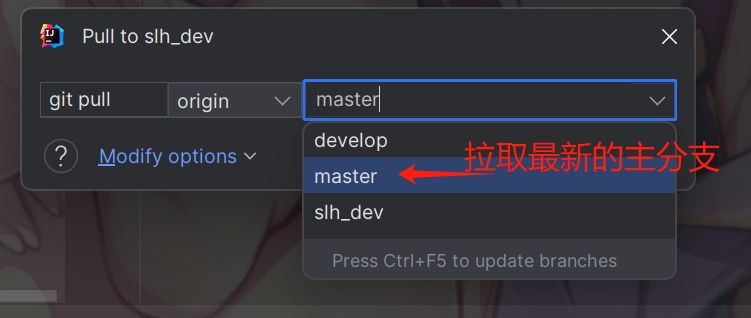 IJ
Pull to slh_dev
git pull
origin
master
? Modify options
develop
master
拉取最新的主分支
slh_dev
Press Ctrl+F5 to update branches